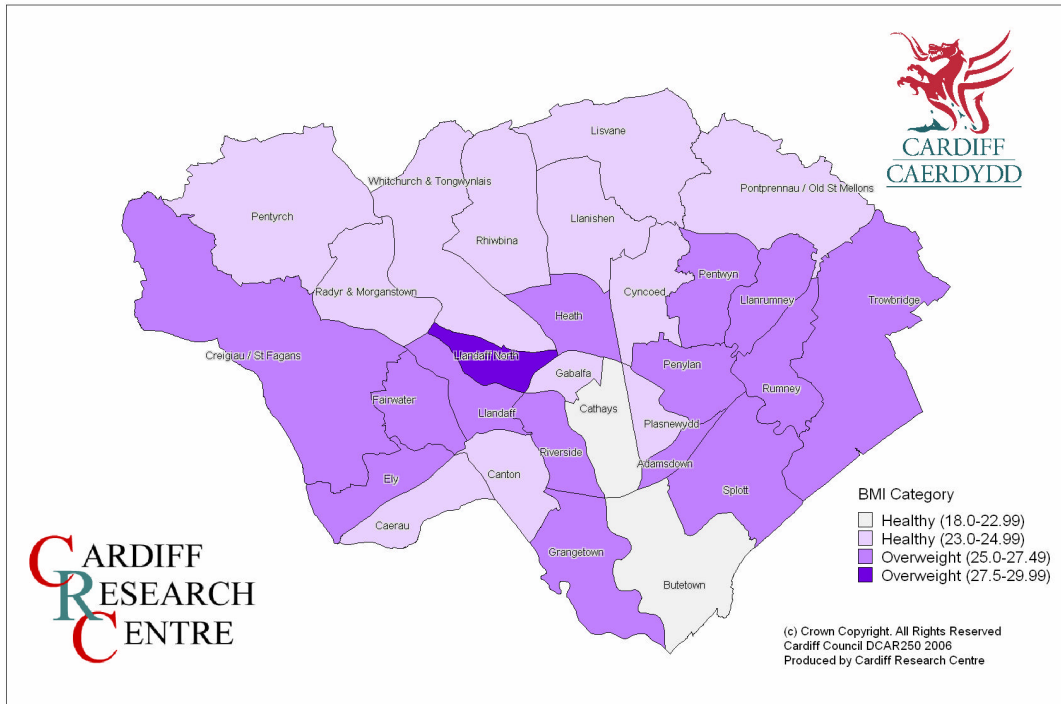 Lisvane
CARDIFF
CAERDYDD
Whitchurch & Tongwynlais
Pontprennau / Old St Mellons
Pentyrch
Llanishen
Rhiwbina
Pentwyn
Radyr & Morganstown
Cyncoed
Llanrumney
Trowbridge
Heath
Creigiau / St Fagans
Llandaff North
Gabalfa
Penylan
Rumney
Fairwater
Llandaff
Cathays
Plasnewydd
Riverside
Adamsdown
Ely
Canton
Splott
Caerau
Grangetown
Butetown
BMI Category
Healthy (18.0-22.99)
Healthy (23.0-24.99)
Overweight (25.0-27.49)
Overweight (27.5-29.99)
CARDIFF
RESEARCH
CENTRE
(c) Crown Copyright. All Rights Reserved
Cardiff Council DCAR250 2006
Produced by Cardiff Research Centre